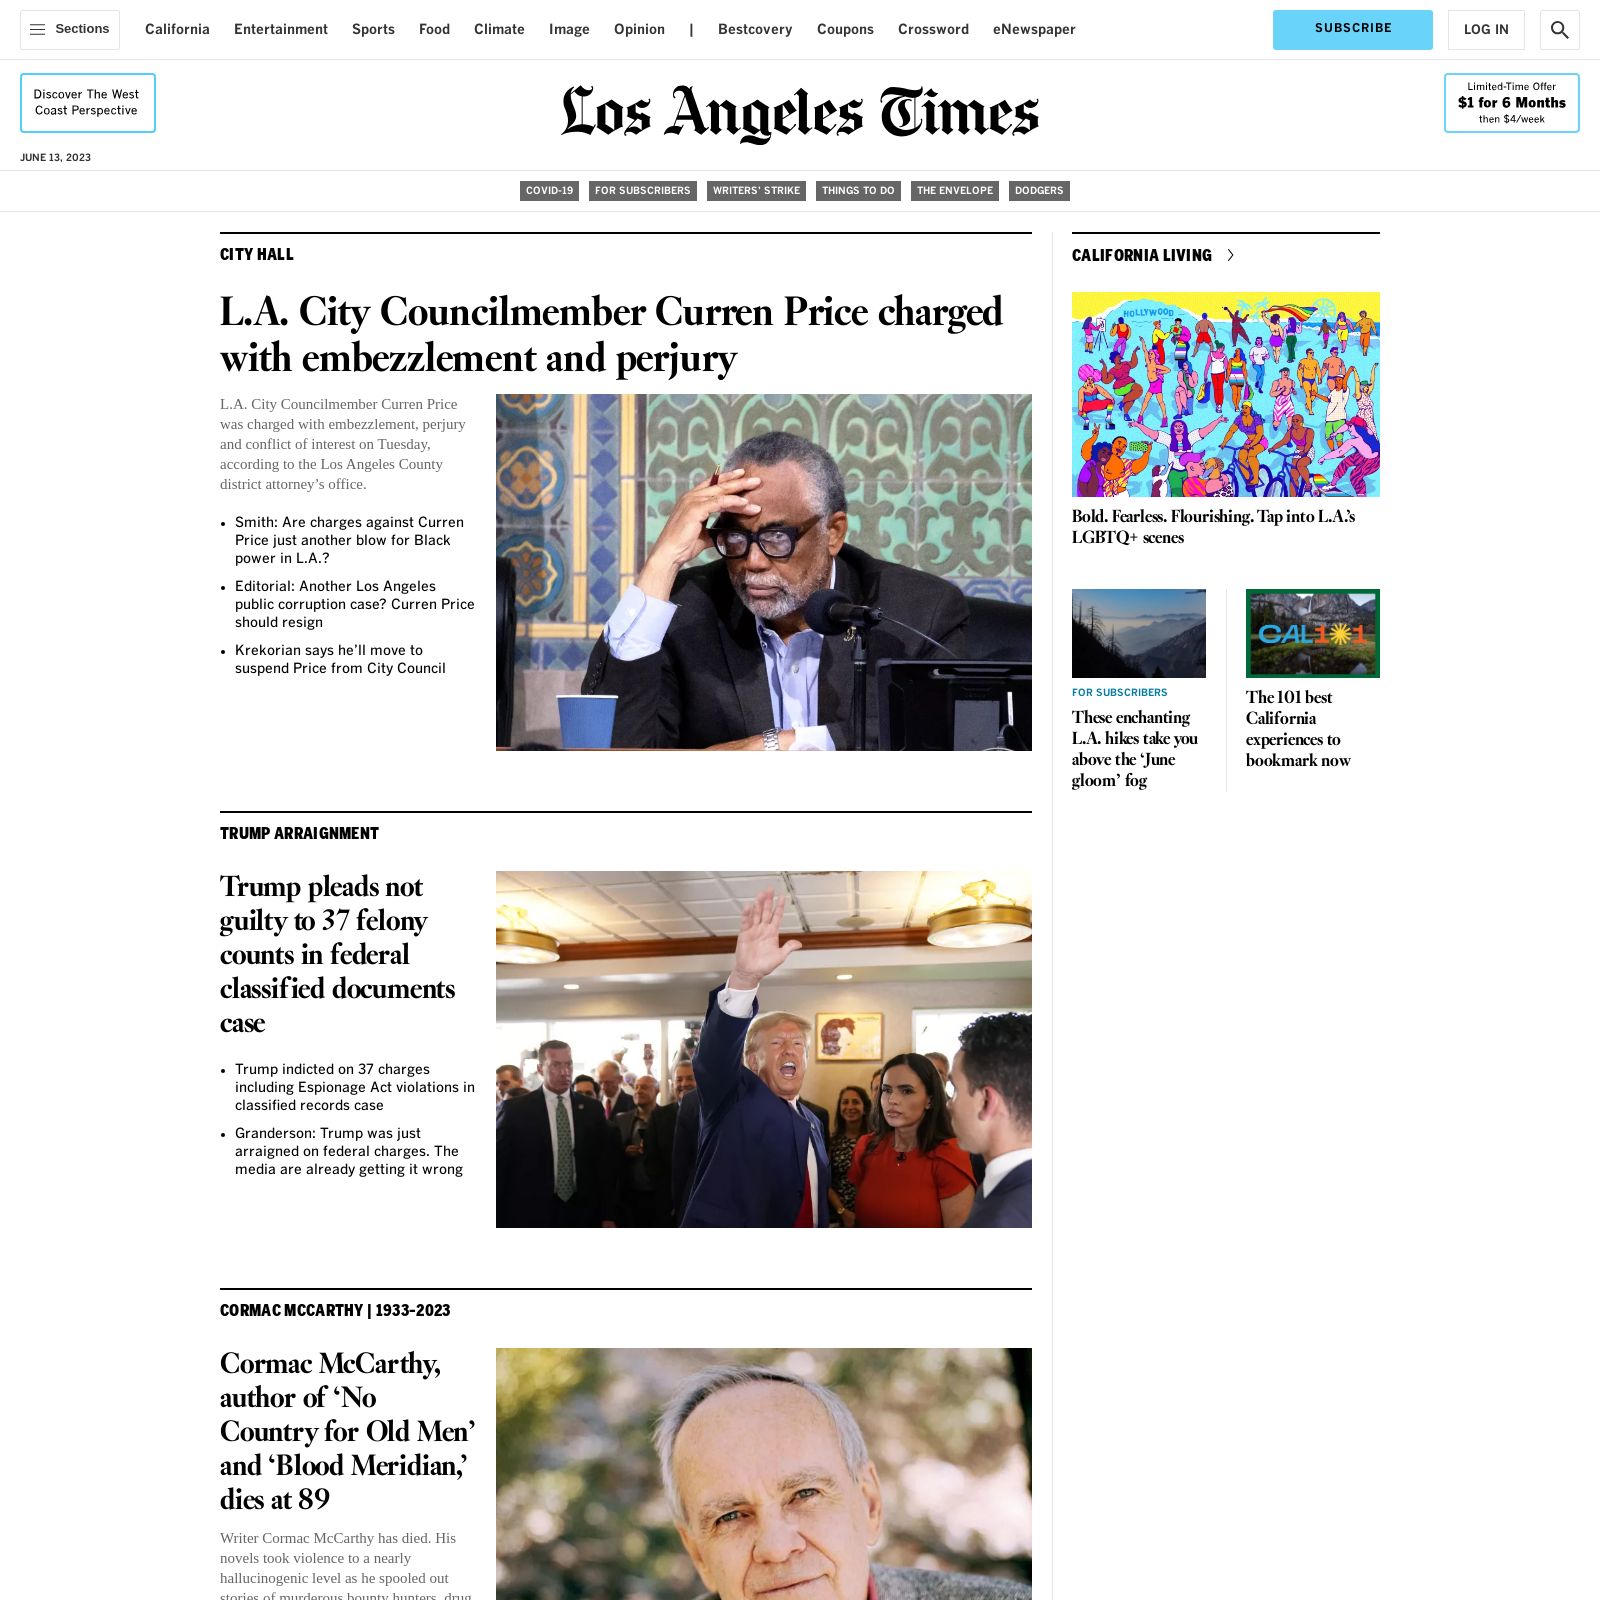 Sections
California
Entertainment
Sports
Food
Climate
Image
Opinion
|
Bestcovery
Coupons
Crossword
eNewspaper
SUBSCRIBE
LOG IN
Discover The West
Coast Perspective
Los Angeles Times
Limited-Time Offer
$1 for 6 Months
then $4/week
JUNE 13, 2023
COVID-19
FOR SUBSCRIBERS
WRITERS' STRIKE
THINGS TO DO
THE ENVELOPE
DODGERS
CITY HALL
L.A. City Councilmember Curren Price charged
with embezzlement and perjury
L.A. City Councilmember Curren Price
was charged with embezzlement, perjury
and conflict of interest on Tuesday,
according to the Los Angeles County
district attorney’s office.
• Smith: Are charges against Curren
Price just another blow for Black
power in L.A.?
• Editorial: Another Los Angeles
public corruption case? Curren Price
should resign
• Krekorian says he’ll move to
suspend Price from City Council
TRUMP ARRAIGNMENT
Trump pleads not
guilty to 37 felony
counts in federal
classified documents
case
• Trump indicted on 37 charges
including Espionage Act violations in
classified records case
• Granderson: Trump was just
arraigned on federal charges. The
media are already getting it wrong
CORMAC MCCARTHY | 1933-2023
Cormac McCarthy,
author of ‘No
Country for Old Men’
and ‘Blood Meridian,’
dies at 89
Writer Cormac McCarthy has died. His
novels took violence to a nearly
hallucinogenic level as he spooled out
stories of murderous bounty hunters, drug
CALIFORNIA LIVING
HOLLYWOOD
Bold. Fearless. Flourishing. Tap into L.A.’s
LGBTQ+ scenes
FOR SUBSCRIBERS
These enchanting
L.A. hikes take you
above the ‘June
gloom’ fog
CAL101
The 101 best
California
experiences to
bookmark now